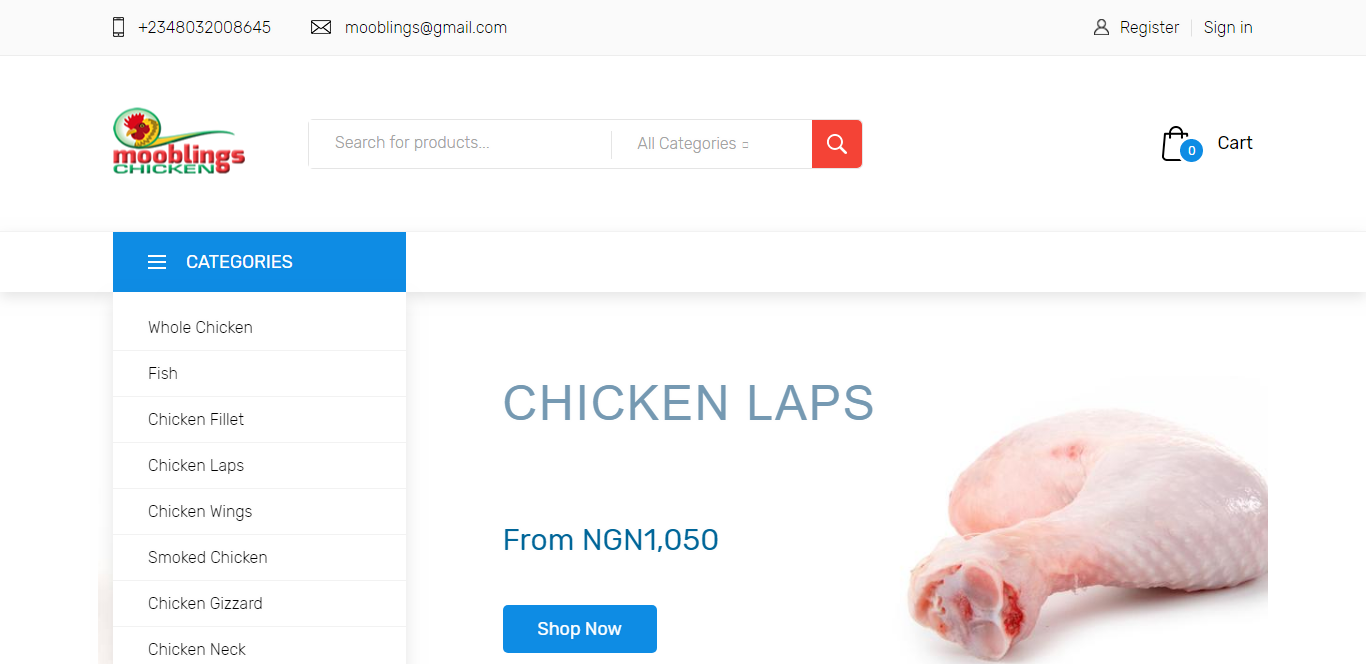 +2348032008645
mooblings@gmail.com
Register
Sign in
mooblings
CHICKEN
Search for products...
All Categories
0
Cart
CATEGORIES
Whole Chicken
Fish
Chicken Fillet
Chicken Laps
Chicken Wings
Smoked Chicken
Chicken Gizzard
Chicken Neck
CHICKEN LAPS
From NGN1,050
Shop Now